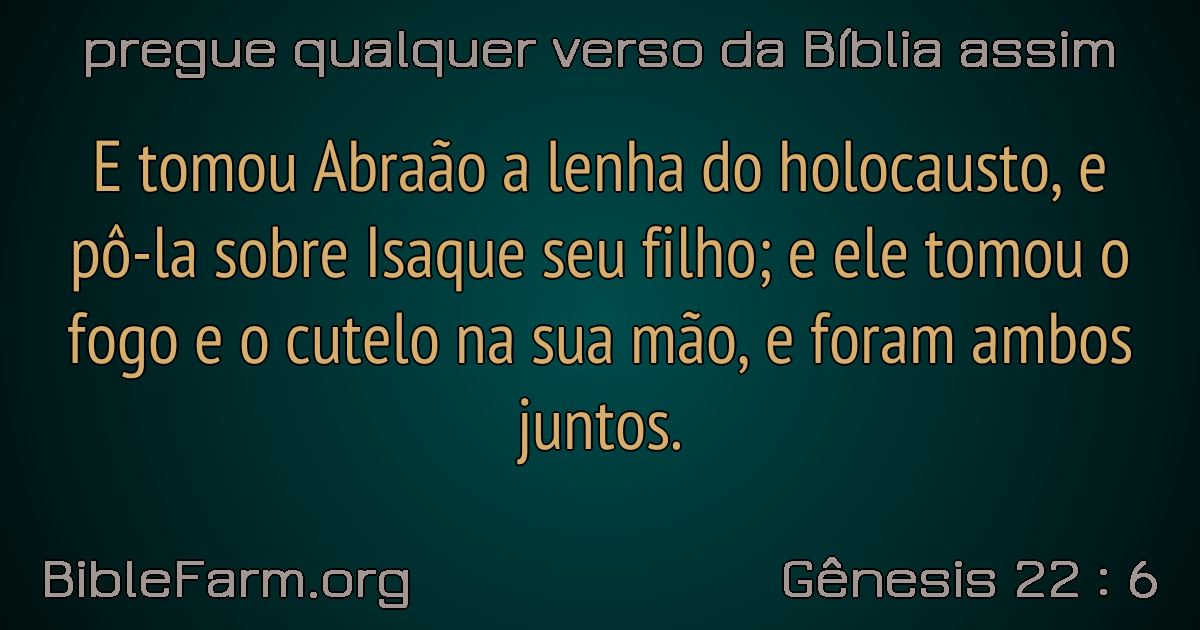 pregue qualquer verso da Bíblia assim
E tomou Abraão a lenha do holocausto, e
pô-la sobre Isaque seu filho; e ele tomou o
fogo e o cutelo na sua mão, e foram ambos
juntos.
BibleFarm.org
Gênesis 22 : 6